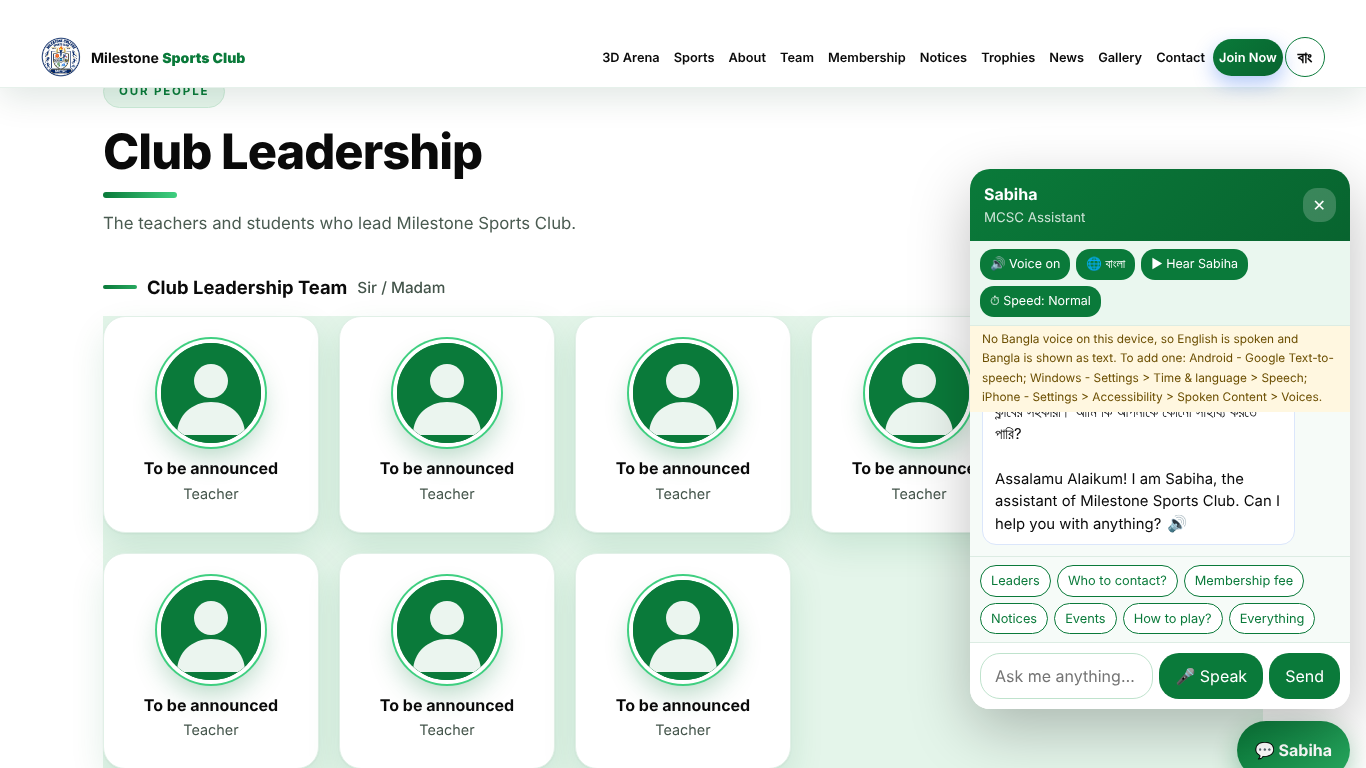 Milestone Sports Club
3D Arena Sports About Team Membership Notices Trophies News Gallery Contact Join Now বাং
OUR PEOPLE
Club Leadership
The teachers and students who lead Milestone Sports Club.
Club Leadership Team Sir / Madam
To be announced
Teacher
To be announced
Teacher
To be announced
Teacher
To be announced
Teacher
To be announced
Teacher
To be announced
Teacher
To be announced
Teacher
Sabiha
MCSC Assistant
✕
🔊 Voice on 🌐 বাংলা ▶ Hear Sabiha
⏱ Speed: Normal
No Bangla voice on this device, so English is spoken and
Bangla is shown as text. To add one: Android - Google Text-to-
speech; Windows - Settings > Time & language > Speech;
iPhone - Settings > Accessibility > Spoken Content > Voices.
পারি?
Assalamu Alaikum! I am Sabiha, the
assistant of Milestone Sports Club. Can I
help you with anything? 🔊
Leaders Who to contact? Membership fee
Notices Events How to play? Everything
Ask me anything... 🎤 Speak Send
💬 Sabiha